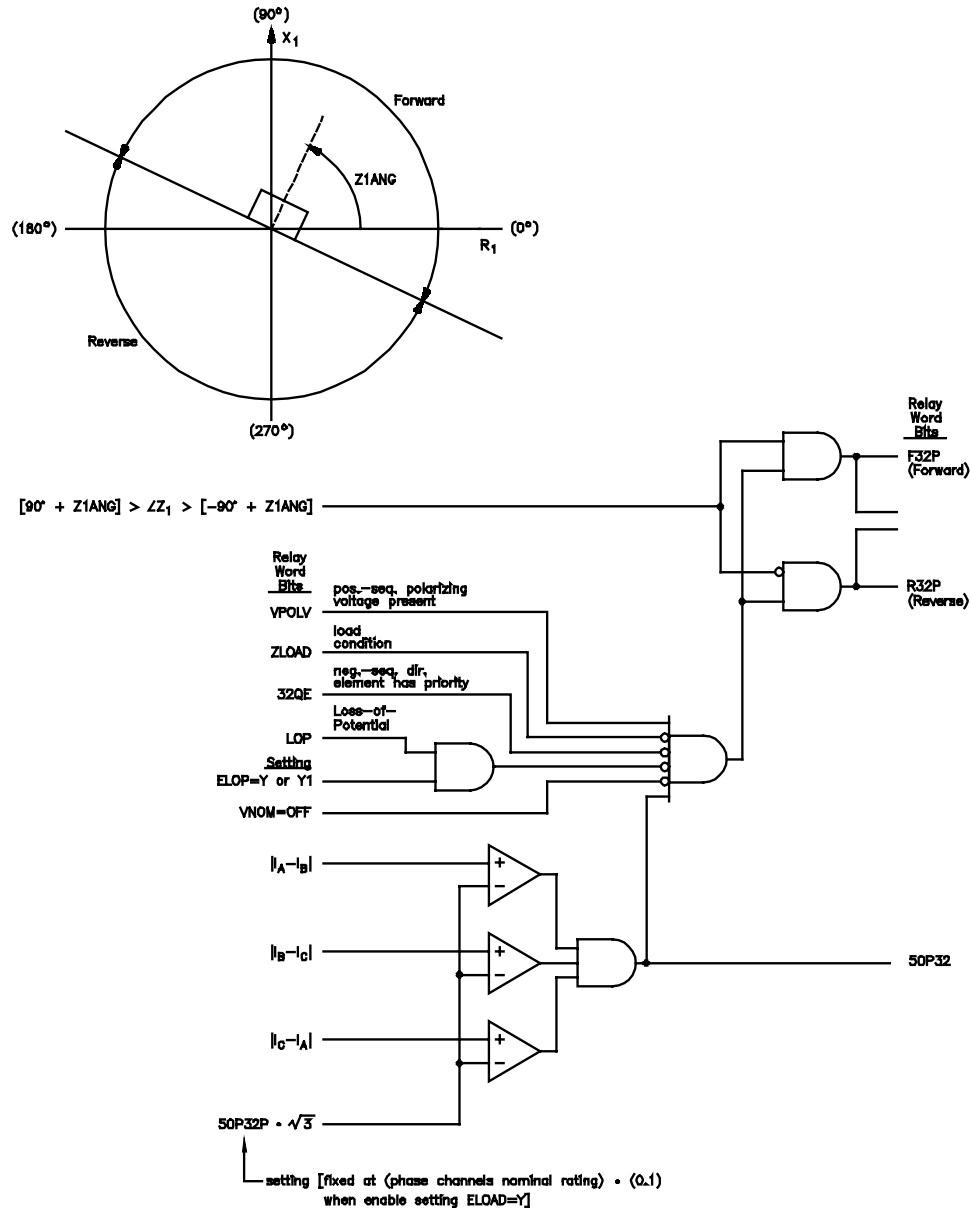 (90°)
X1
Forward
Z1ANG
(180°)
R1
(0°)
Reverse
(270°)
Relay
Word
Bits
F32P
(Forward)
[90° + Z1ANG] > ∠Z1 > [-90° + Z1ANG]
Relay
Word
Bits
pos.-seq. polarizing
voltage present
VPOLV
load
condition
ZLOAD
neg.-seq. dir.
element has priority
32QE
Loss-of-
Potential
LOP
Setting
ELOP=Y or Y1
VNOM=OFF
R32P
(Reverse)
|IA-IB|
+
-
|IB-IC|
+
-
50P32
|IC-IA|
+
-
50P32P • √3
setting [fixed at (phase channels nominal rating) • (0.1)
when enable setting ELOAD=Y]